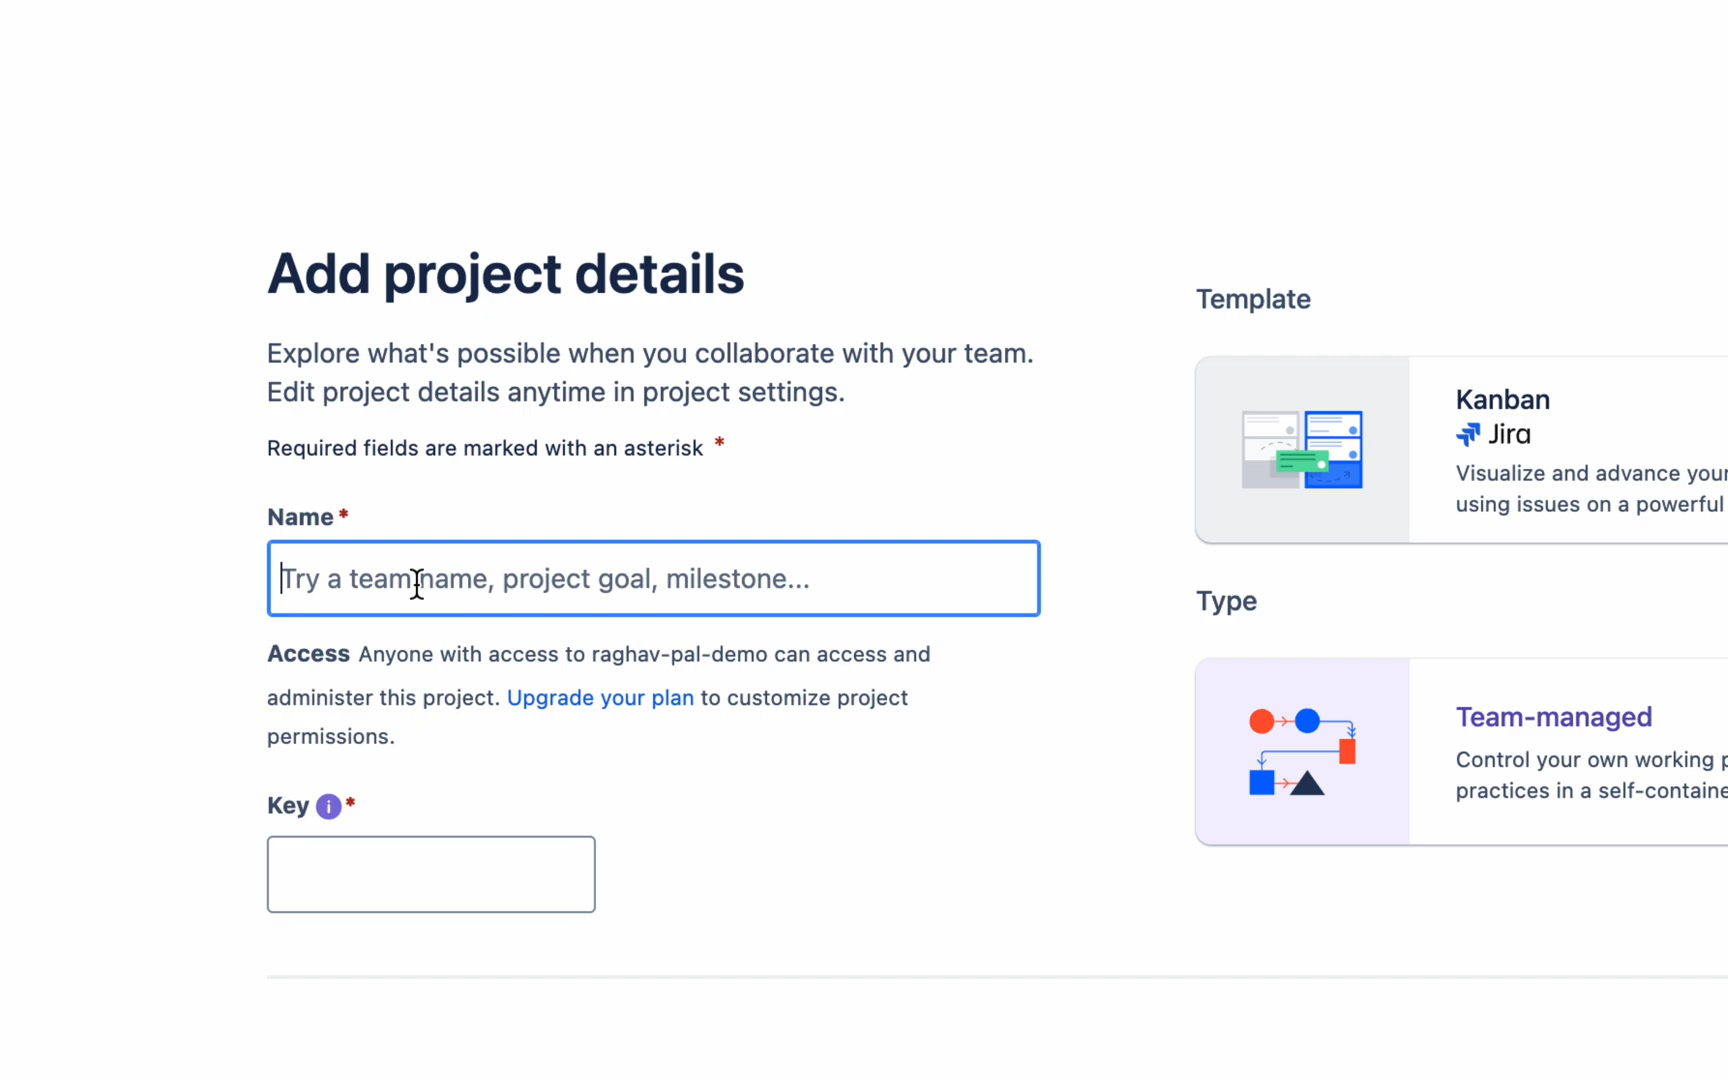 Add project details
Explore what's possible when you collaborate with your team.
Edit project details anytime in project settings.
Required fields are marked with an asterisk *
Name *
Try a team name, project goal, milestone...
Access Anyone with access to raghav-pal-demo can access and
administer this project. Upgrade your plan to customize project
permissions.
Key i *
Template
Kanban
Jira
Visualize and advance your
using issues on a powerful
Type
Team-managed
Control your own working p
practices in a self-containe